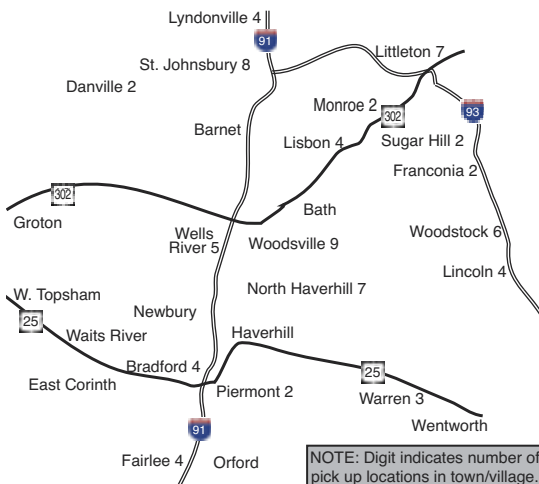 Lyndonville 4
91
St. Johnsbury 8
Littleton 7
Danville 2
Monroe 2
302
93
Barnet
Lisbon 4
Sugar Hill 2
Franconia 2
302
Groton
Bath
Wells
River 5
Woodsville 9
Woodstock 6
Lincoln 4
North Haverhill 7
W. Topsham
25
Newbury
Waits River
Haverhill
Bradford 4
25
East Corinth
Piermont 2
Warren 3
Wentworth
91
Fairlee 4
Orford
NOTE: Digit indicates number of
pick up locations in town/village.